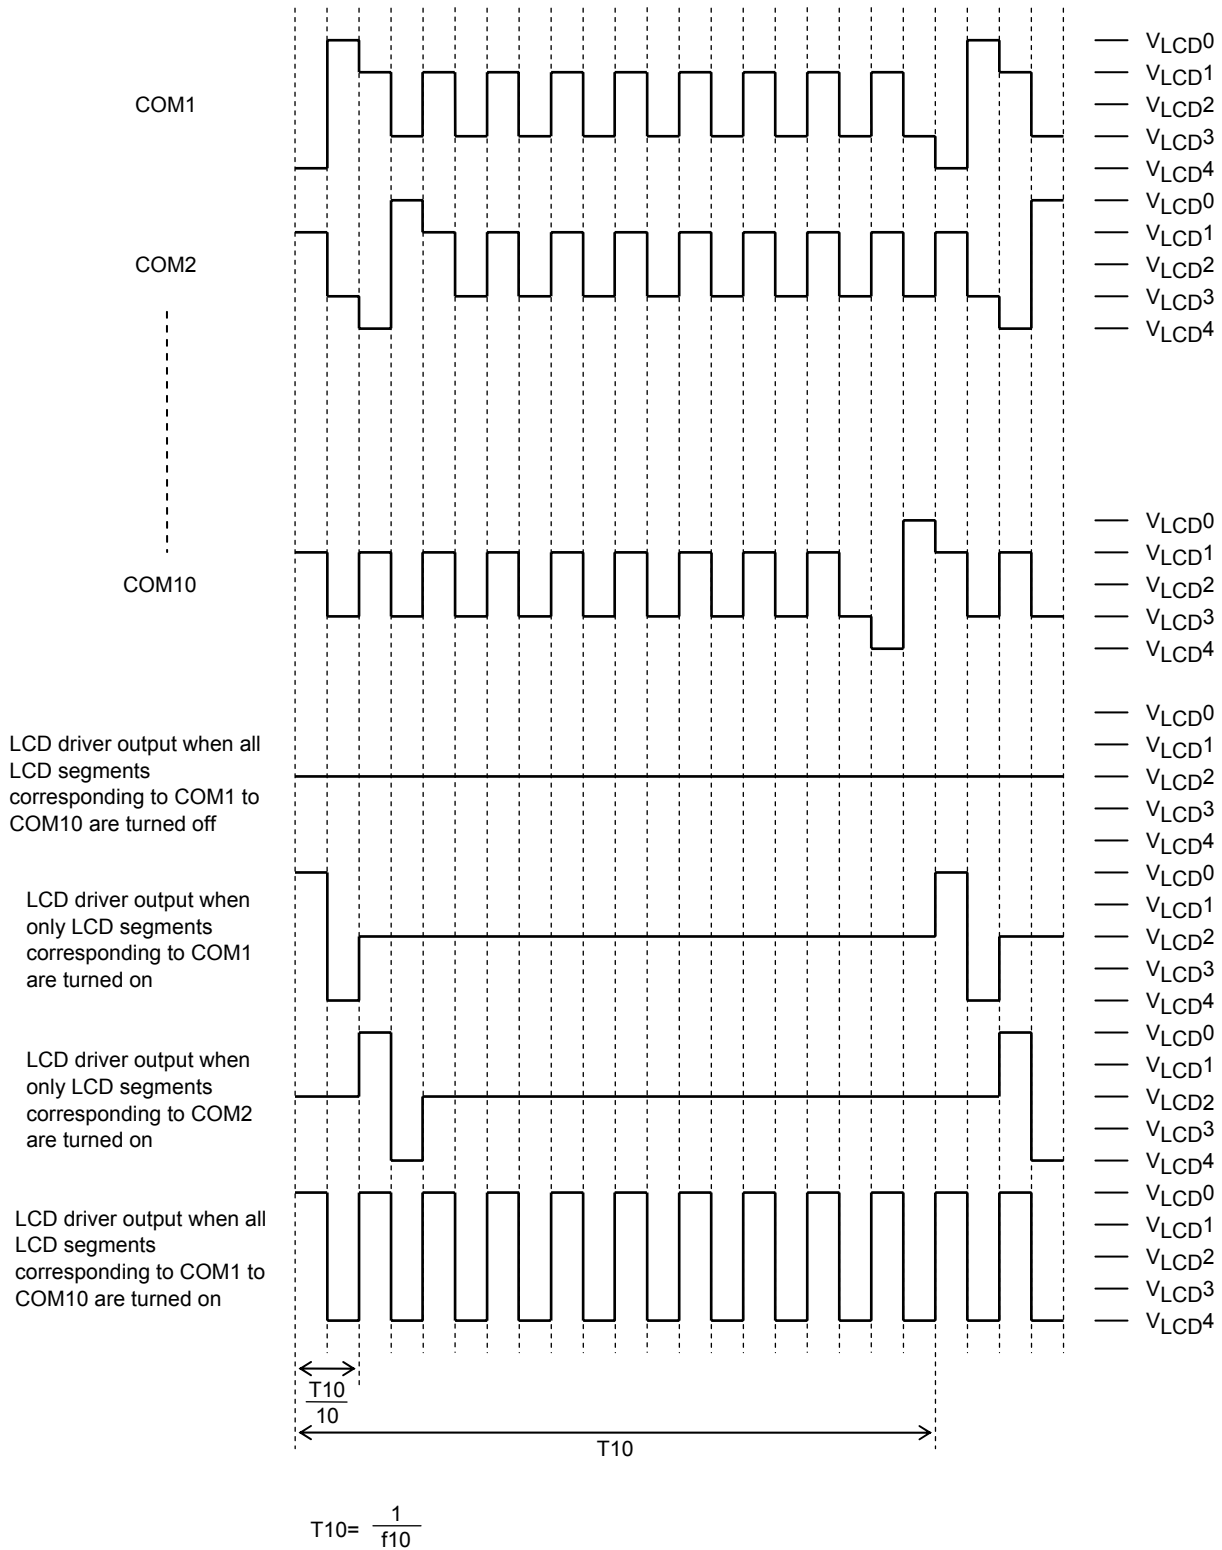 COM1
VLCD0
VLCD1
VLCD2
VLCD3
VLCD4
COM2
VLCD0
VLCD1
VLCD2
VLCD3
VLCD4
COM10
VLCD0
VLCD1
VLCD2
VLCD3
VLCD4
LCD driver output when all
LCD segments
corresponding to COM1 to
COM10 are turned off
VLCD0
VLCD1
VLCD2
VLCD3
VLCD4
LCD driver output when
only LCD segments
corresponding to COM1
are turned on
VLCD0
VLCD1
VLCD2
VLCD3
VLCD4
LCD driver output when
only LCD segments
corresponding to COM2
are turned on
VLCD0
VLCD1
VLCD2
VLCD3
VLCD4
LCD driver output when all
LCD segments
corresponding to COM1 to
COM10 are turned on
VLCD0
VLCD1
VLCD2
VLCD3
VLCD4
T10
10
T10
T10= 1
f10